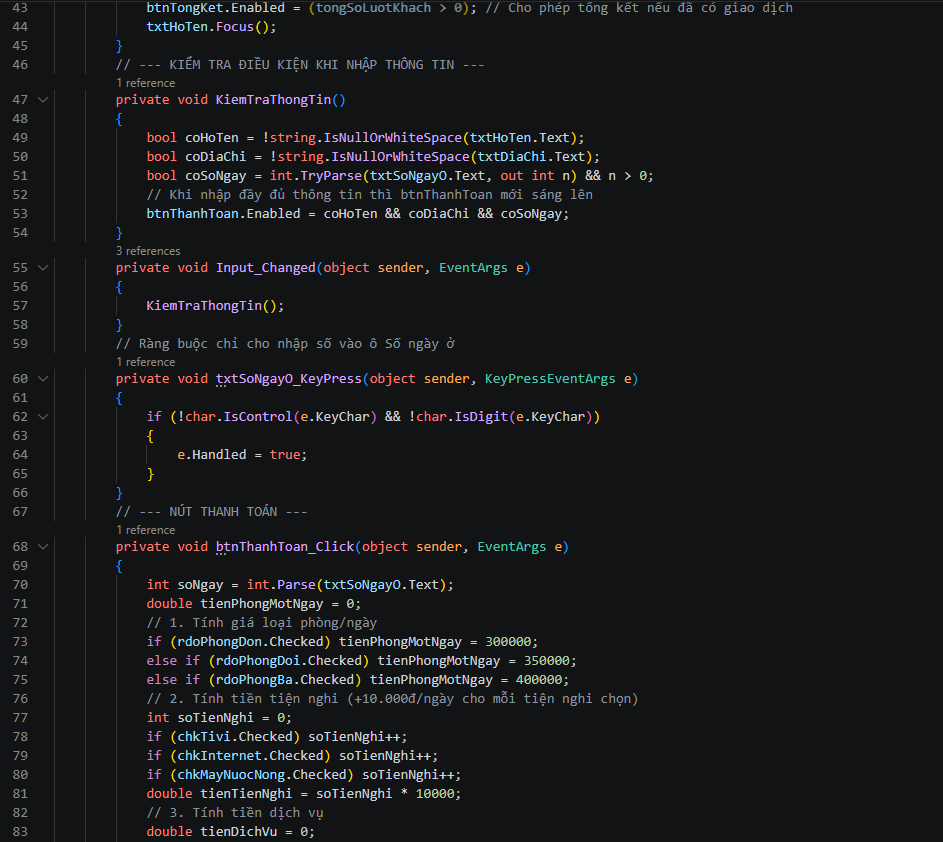 43 btnTongKet.Enabled = (tongSoLuotKhach > 0); // Cho phép tổng kết nếu đã có giao dịch
44 txtHoTen.Focus();
45 }
46 // --- KIỂM TRA ĐIỀU KIỆN KHI NHẬP THÔNG TIN ---
1 reference
47 private void KiemTraThongTin()
48 {
49 bool coHoTen = !string.IsNullOrWhiteSpace(txtHoTen.Text);
50 bool coDiaChi = !string.IsNullOrWhiteSpace(txtDiaChi.Text);
51 bool coSoNgay = int.TryParse(txtSoNgayO.Text, out int n) && n > 0;
52 // Khi nhập đầy đủ thông tin thì btnThanhToan mới sáng lên
53 btnThanhToan.Enabled = coHoTen && coDiaChi && coSoNgay;
54 }
3 references
55 private void Input_Changed(object sender, EventArgs e)
56 {
57 KiemTraThongTin();
58 }
59 // Ràng buộc chỉ cho nhập số vào ô Số ngày ở
1 reference
60 private void txtSoNgayO_KeyPress(object sender, KeyPressEventArgs e)
61 {
62 if (!char.IsControl(e.KeyChar) && !char.IsDigit(e.KeyChar))
63 {
64 e.Handled = true;
65 }
66 }
67 // --- NÚT THANH TOÁN ---
1 reference
68 private void btnThanhToan_Click(object sender, EventArgs e)
69 {
70 int soNgay = int.Parse(txtSoNgayO.Text);
71 double tienPhongMotNgay = 0;
72 // 1. Tính giá loại phòng/ngày
73 if (rdoPhongDon.Checked) tienPhongMotNgay = 300000;
74 else if (rdoPhongDoi.Checked) tienPhongMotNgay = 350000;
75 else if (rdoPhongBa.Checked) tienPhongMotNgay = 400000;
76 // 2. Tính tiền tiện nghi (+10.000đ/ngày cho mỗi tiện nghi chọn)
77 int soTienNghi = 0;
78 if (chkTivi.Checked) soTienNghi++;
79 if (chkInternet.Checked) soTienNghi++;
80 if (chkMayNuocNong.Checked) soTienNghi++;
81 double tienTienNghi = soTienNghi * 10000;
82 // 3. Tính tiền dịch vụ
83 double tienDichVu = 0;